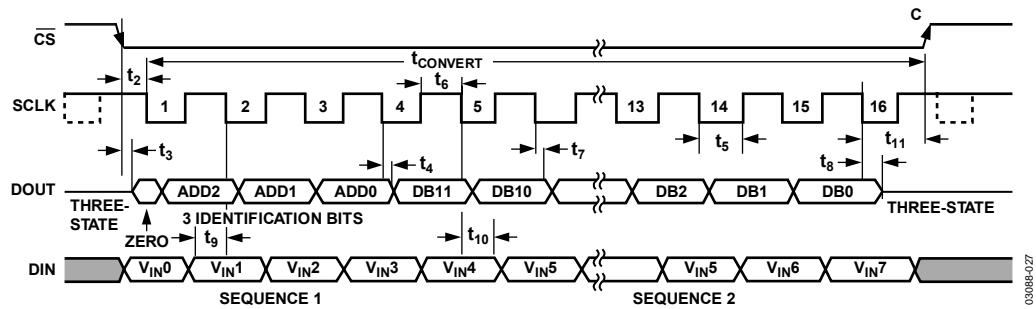 C
CS
tCONVERT
t2
t6
SCLK
1 2 3 4 5 13 14 15 16
t3
t4
t7
t5
t11
t8
DOUT
ADD2 ADD1 ADD0 DB11 DB10 DB2 DB1 DB0
THREE-
STATE
3 IDENTIFICATION BITS
THREE-STATE
ZERO
t9
t10
DIN
VIN0 VIN1 VIN2 VIN3 VIN4 VIN5 VIN5 VIN6 VIN7
SEQUENCE 1 SEQUENCE 2
03088-027